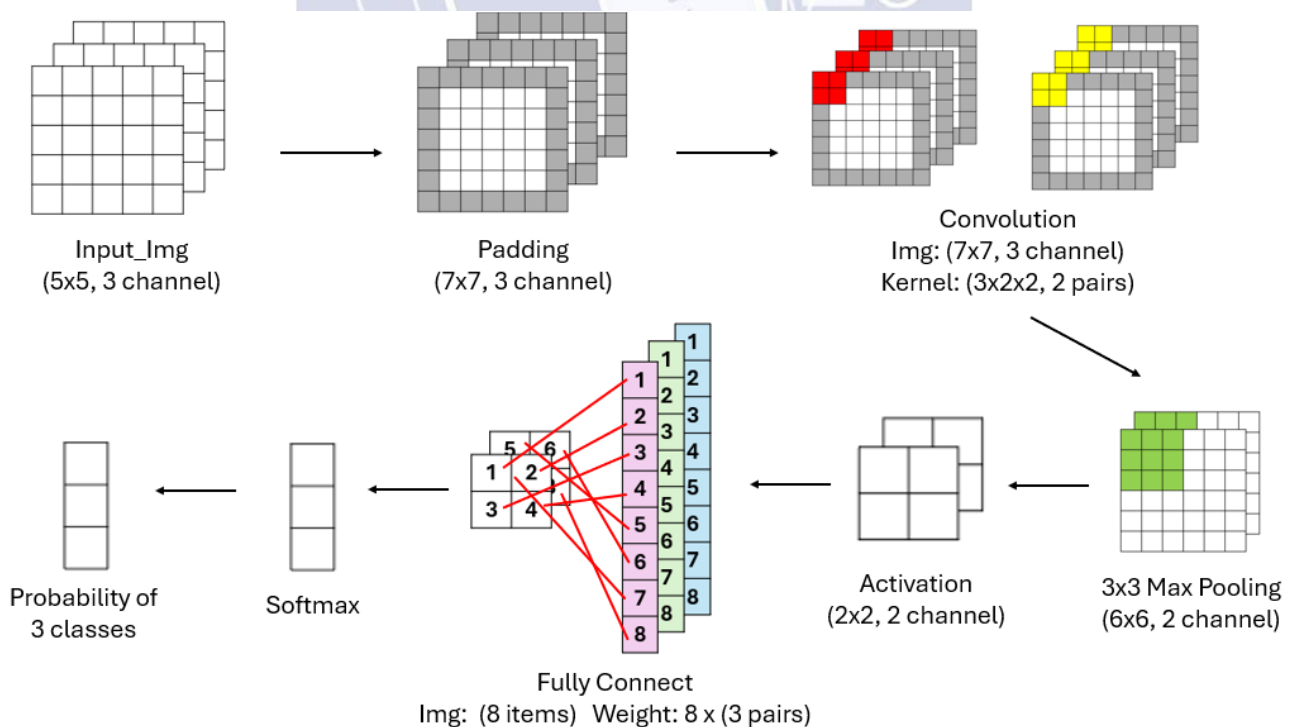 Input_Img
(5x5, 3 channel)
Padding
(7x7, 3 channel)
Convolution
Img: (7x7, 3 channel)
Kernel: (3x2x2, 2 pairs)
3x3 Max Pooling
(6x6, 2 channel)
Activation
(2x2, 2 channel)
1
2
3
4
5
6
7
8
1
2
3
4
5
6
7
8
1
2
3
4
5
6
7
8
5 6
1 2
3 4
Fully Connect
Img: (8 items) Weight: 8 x (3 pairs)
Softmax
Probability of
3 classes